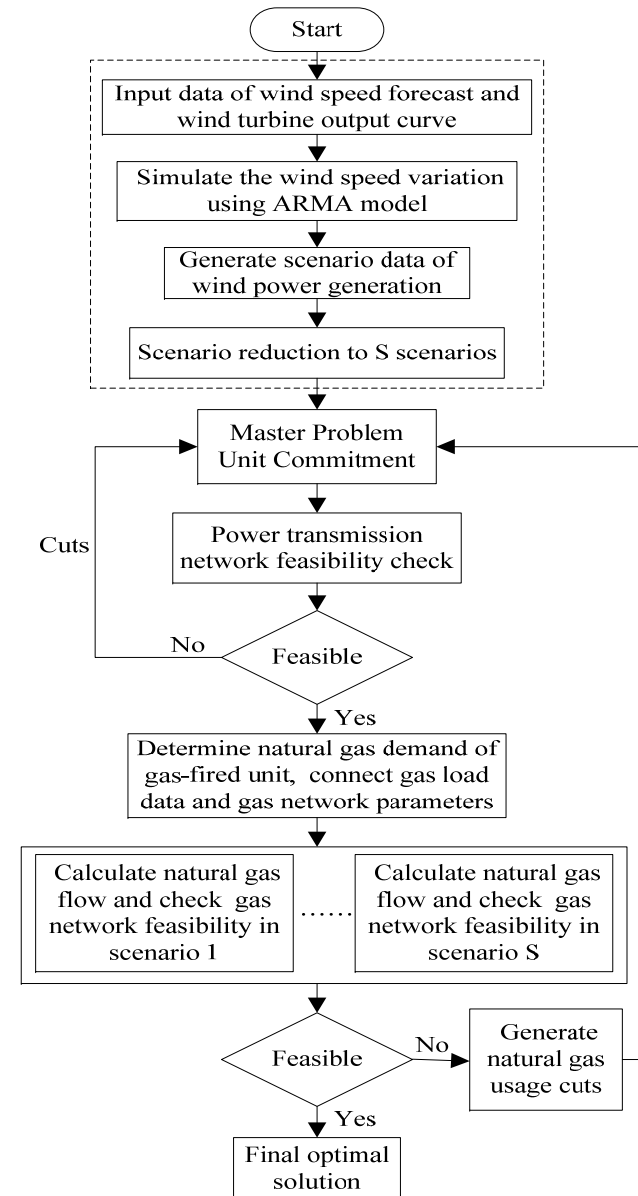 Start
Input data of wind speed forecast and
wind turbine output curve
Simulate the wind speed variation
using ARMA model
Generate scenario data of
wind power generation
Scenario reduction to S scenarios
Master Problem
Unit Commitment
Cuts
Power transmission
network feasibility check
No
Feasible
Yes
Determine natural gas demand of
gas-fired unit, connect gas load
data and gas network parameters
Calculate natural gas
flow and check gas
network feasibility in
scenario 1
......
Calculate natural gas
flow and check gas
network feasibility in
scenario S
Feasible
No
Generate
natural gas
usage cuts
Yes
Final optimal
solution